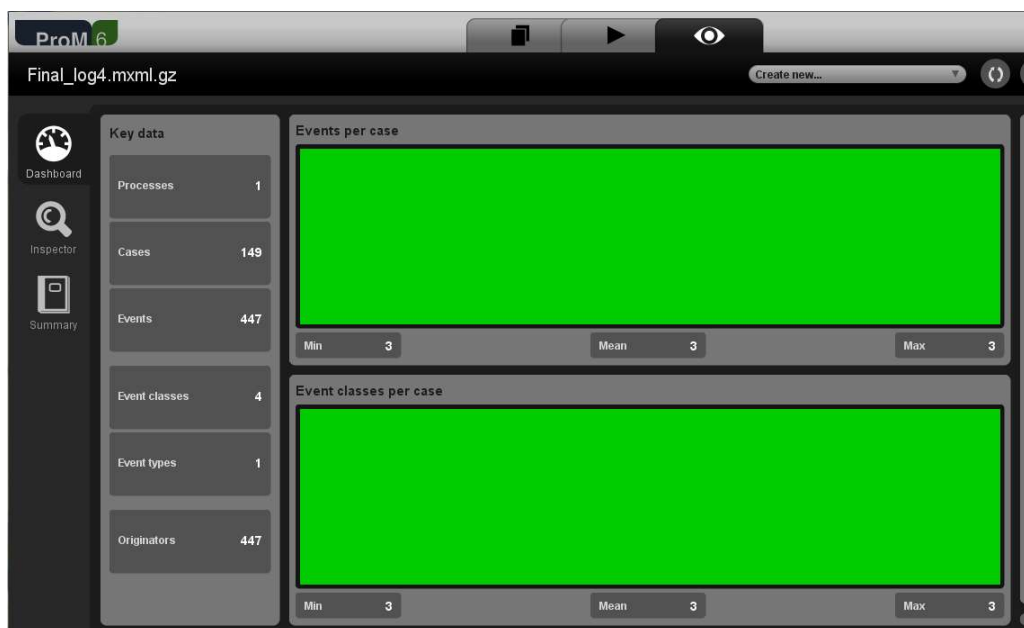 ProM 6
Final_log4.mxml.gz
Create new...
Dashboard
Inspector
Summary
Key data
Processes 1
Cases 149
Events 447
Event classes 4
Event types 1
Originators 447
Events per case
Min 3 Mean 3 Max 3
Event classes per case
Min 3 Mean 3 Max 3